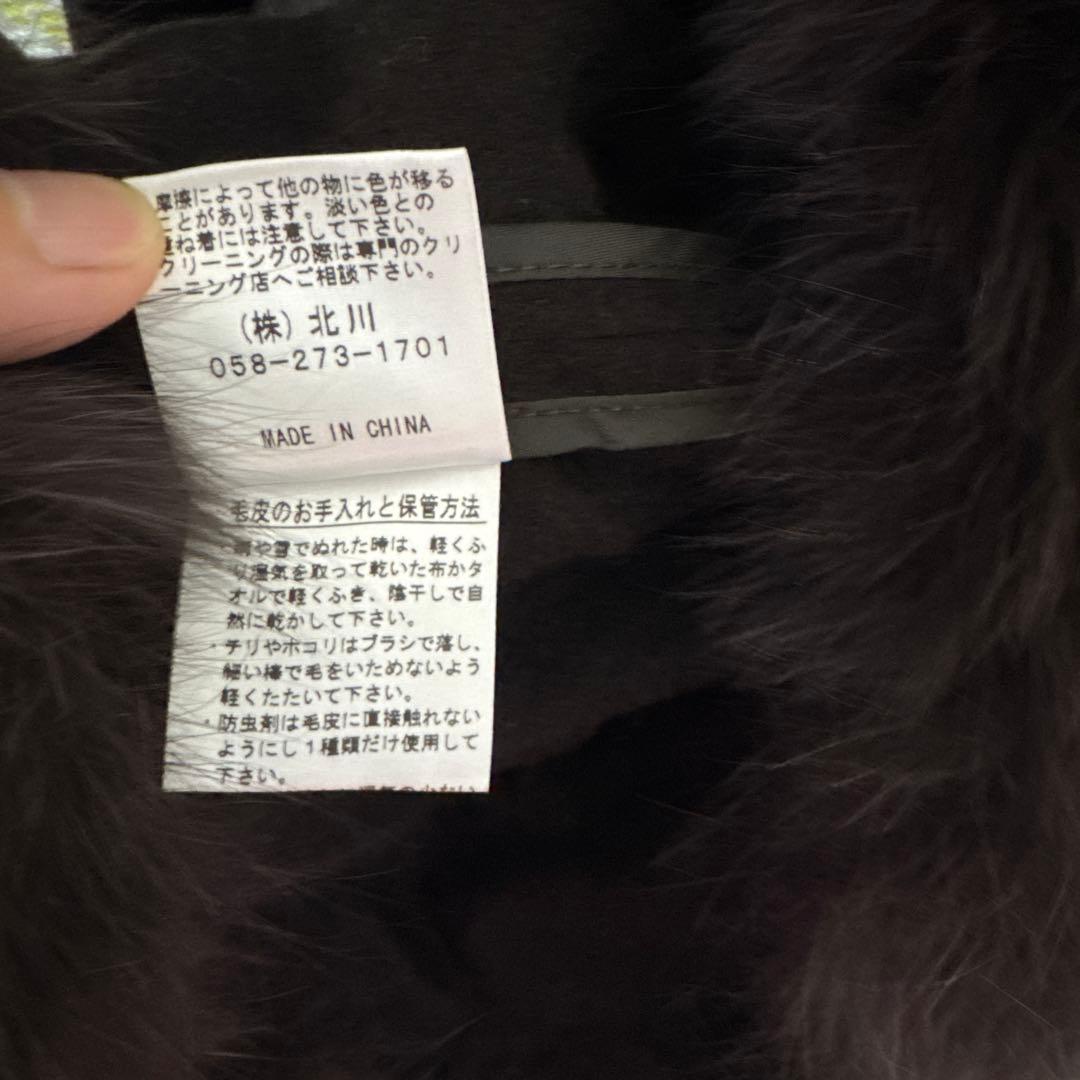 摩擦によって他の物に色が移る
ことがあります。淡い色との
重ね着には注意して下さい。
クリーニングの際は専門のクリ
ーニング店へご相談下さい。
(株) 北川
058-273-1701
MADE IN CHINA
毛皮のお手入れと保管方法
・雨や雪でぬれた時は、軽くふ
り湿気を取って乾いた布かタ
オルで軽くふき、陰干しで自
然に乾かして下さい。
・チリやホコリはブラシで落し、
細い棒で毛をいためないよう
軽くたたいて下さい。
・防虫剤は毛皮に直接触れない
ようにし1種類だけ使用して
下さい。